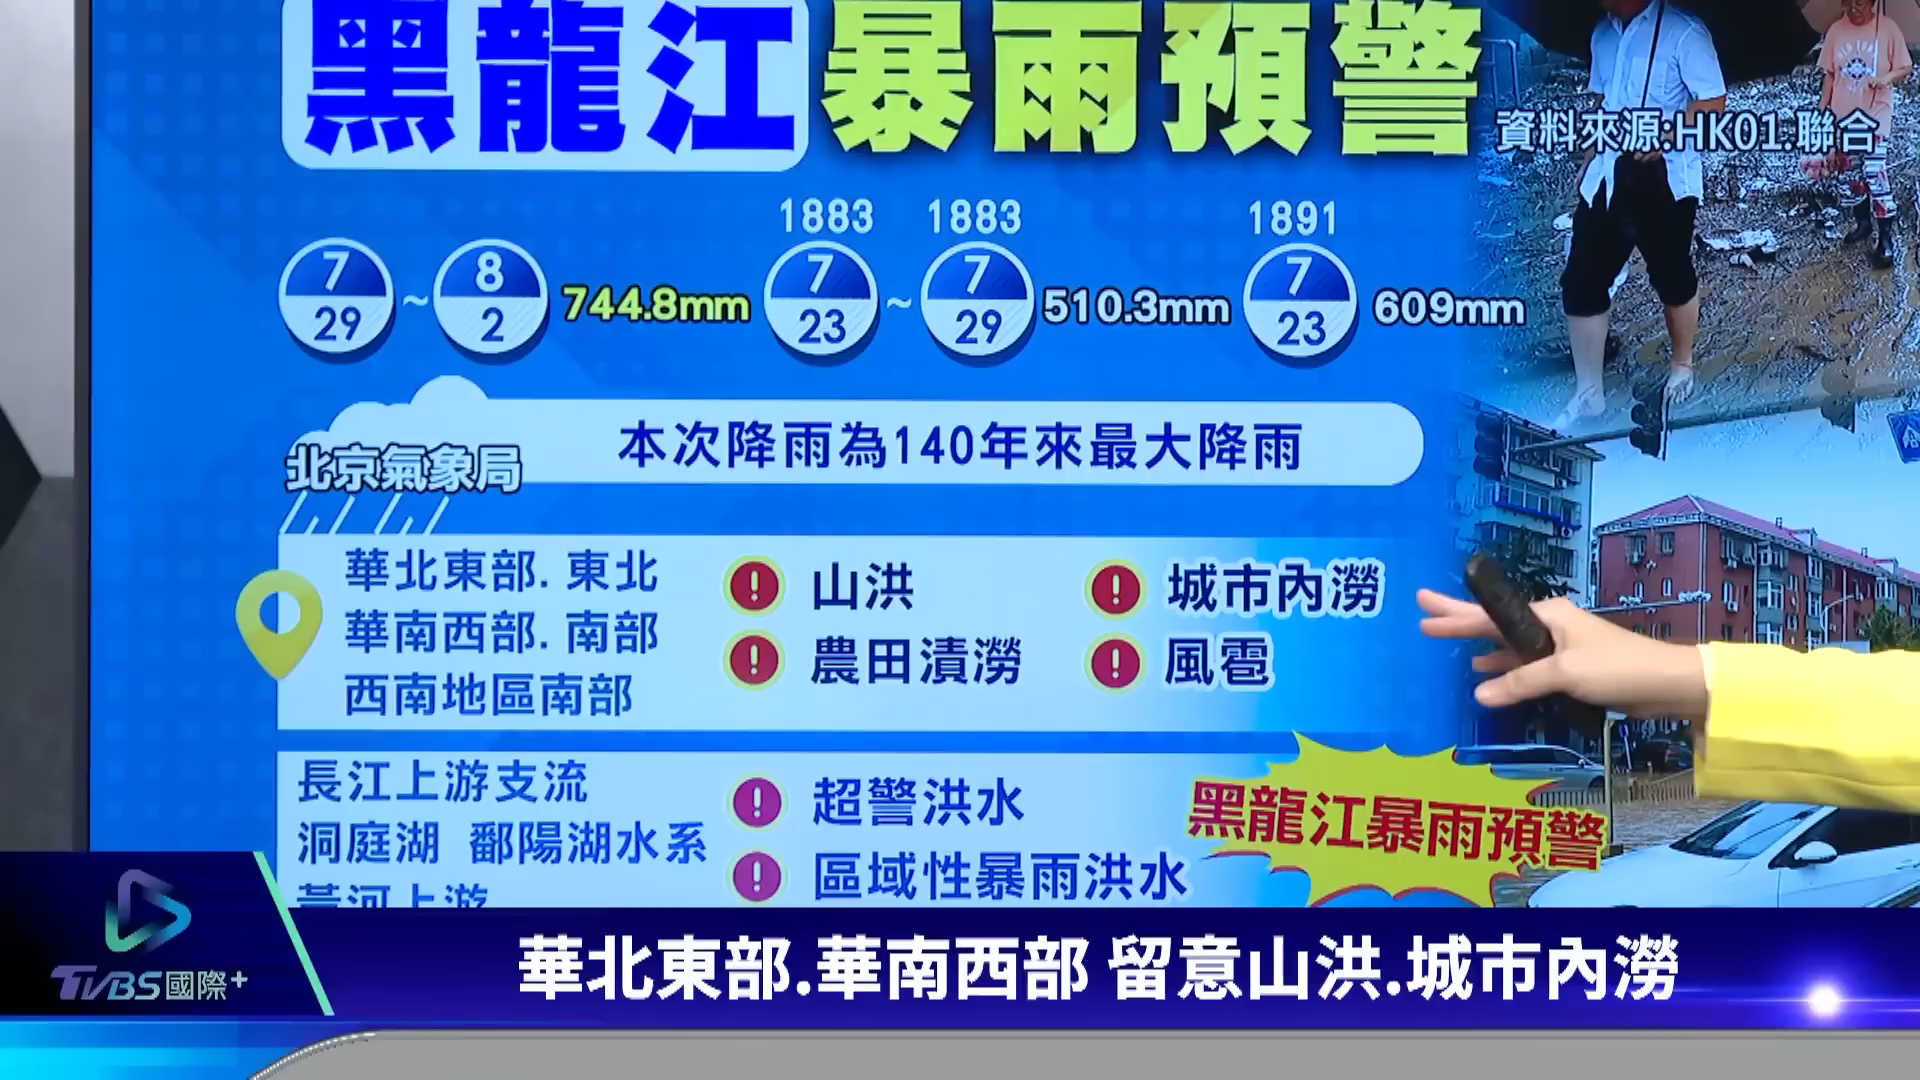 黑龍江暴雨預警
資料來源:HK01.聯合
1883 1883 1891
7 29 ~ 8 2 744.8mm 7 23 ~ 7 29 510.3mm 7 23 609mm
北京氣象局
本次降雨為140年來最大降雨
華北東部.東北
華南西部.南部
西南地區南部
山洪 城市內澇
農田漬澇 風雹
長江上游支流
洞庭湖 鄱陽湖水系
黃河上游
超警洪水
區域性暴雨洪水
黑龍江暴雨預警
TVBS國際+
華北東部.華南西部 留意山洪.城市內澇